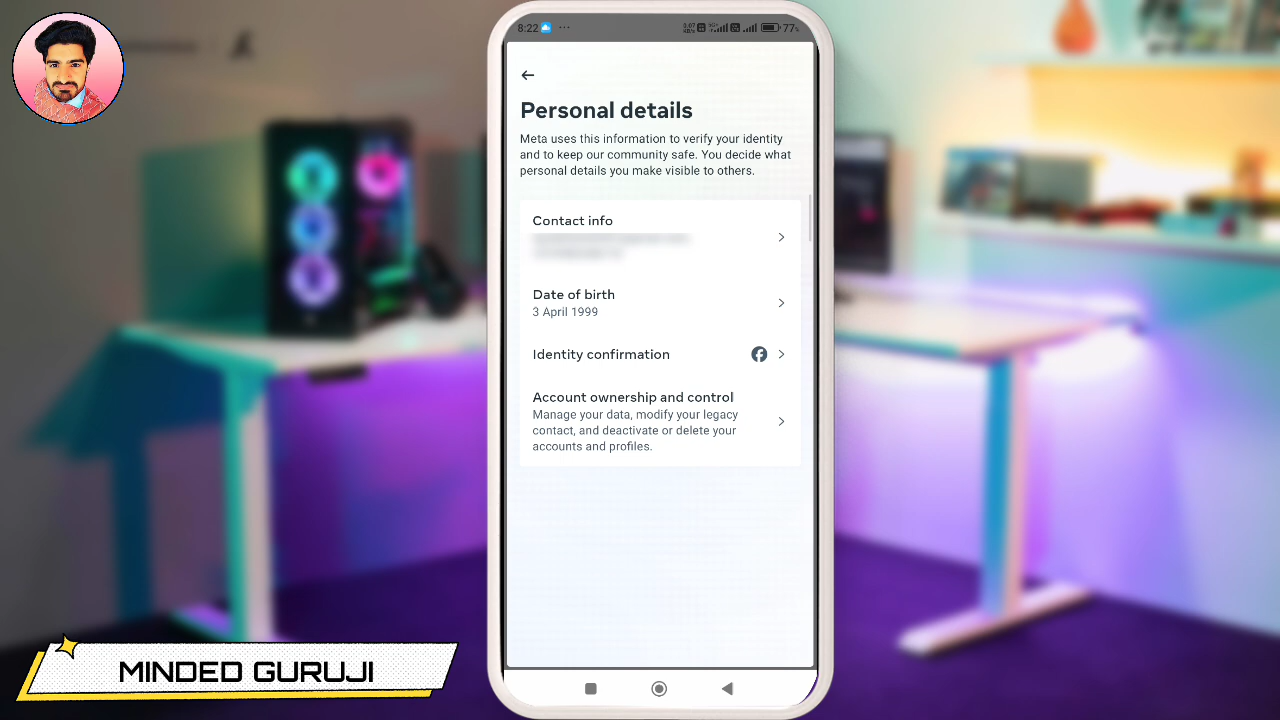 8:22
77%
Personal details
Meta uses this information to verify your identity
and to keep our community safe. You decide what
personal details you make visible to others.
Contact info
Date of birth
3 April 1999
Identity confirmation
Account ownership and control
Manage your data, modify your legacy
contact, and deactivate or delete your
accounts and profiles.
MINDED GURUJI